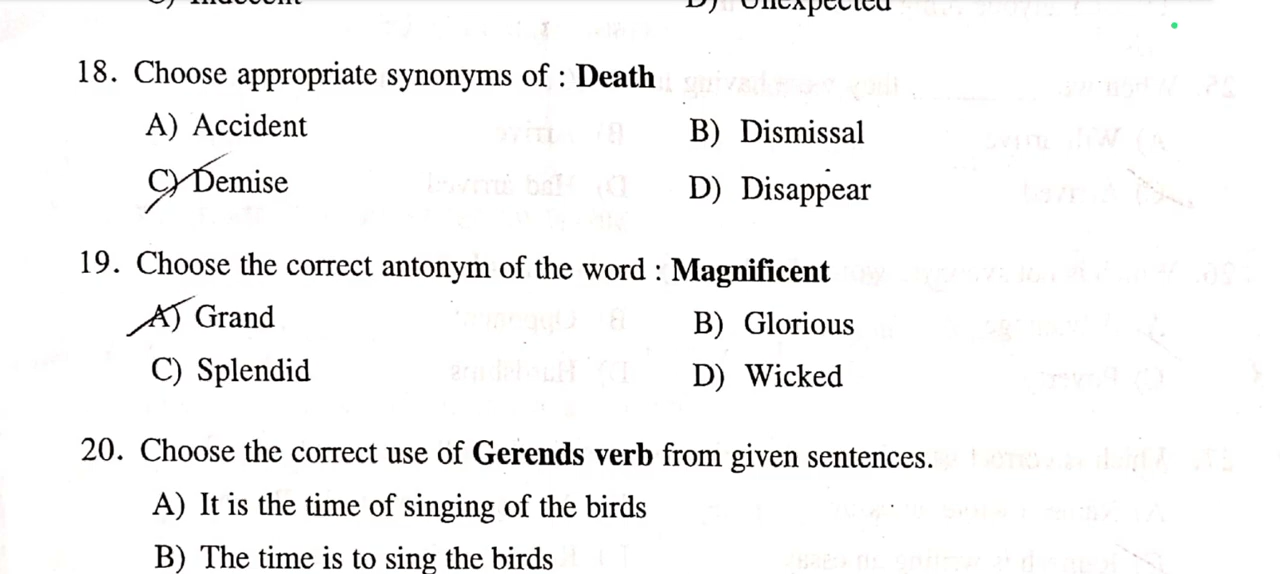 C) Indecent D) Unexpected
18. Choose appropriate synonyms of : Death
A) Accident B) Dismissal
C) Demise D) Disappear
19. Choose the correct antonym of the word : Magnificent
A) Grand B) Glorious
C) Splendid D) Wicked
20. Choose the correct use of Gerends verb from given sentences.
A) It is the time of singing of the birds
B) The time is to sing the birds